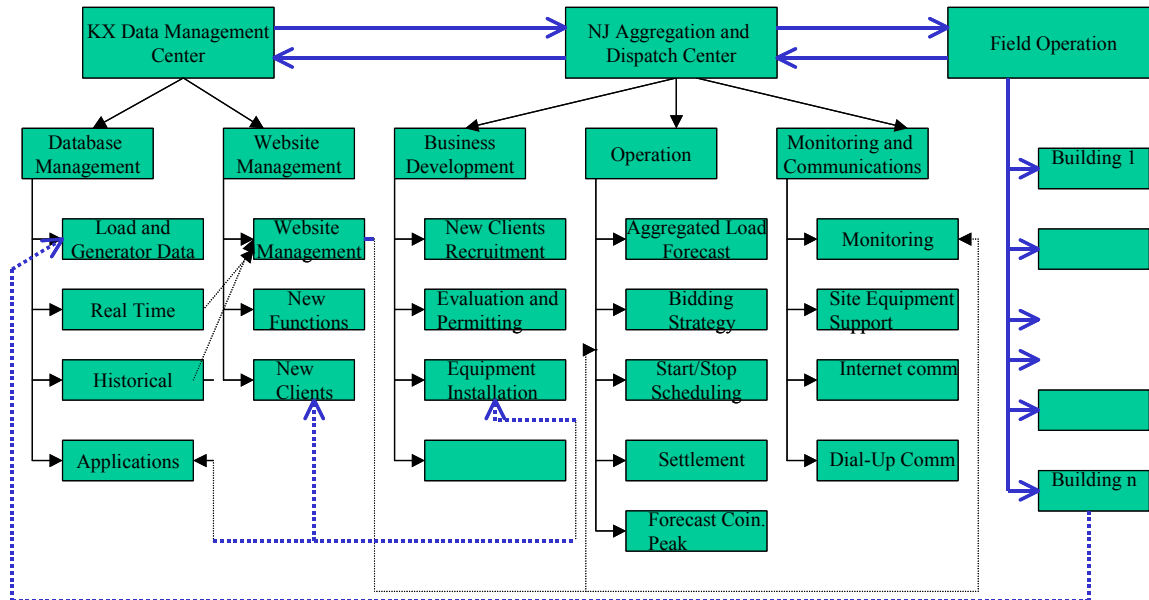 KX Data Management
Center
NJ Aggregation and
Dispatch Center
Field Operation
Database
Management
Website
Management
Business
Development
Operation
Monitoring and
Communications
Building 1
Load and
Generator Data
Website
Management
New Clients
Recruitment
Aggregated Load
Forecast
Monitoring
Real Time
New
Functions
Evaluation and
Permitting
Bidding
Strategy
Site Equipment
Support
Historical
New
Clients
Equipment
Installation
Start/Stop
Scheduling
Internet comm
Applications
Settlement
Dial-Up Comm
Building n
Forecast Coin.
Peak